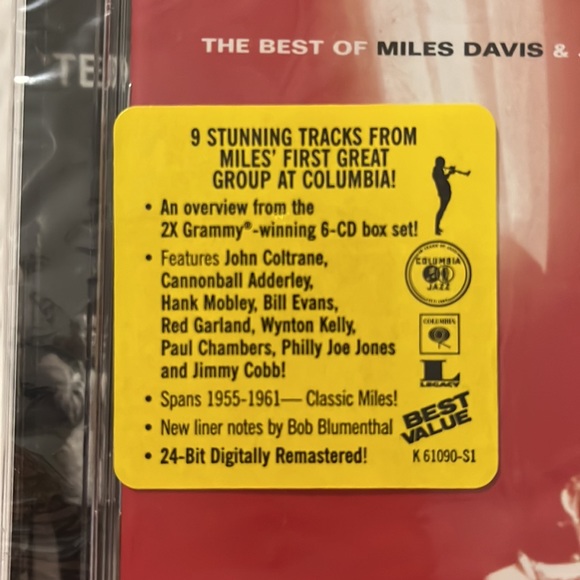 THE BEST OF MILES DAVIS &
9 STUNNING TRACKS FROM
MILES' FIRST GREAT
GROUP AT COLUMBIA!
• An overview from the
2X Grammy®-winning 6-CD box set!
• Features John Coltrane,
Cannonball Adderley,
Hank Mobley, Bill Evans,
Red Garland, Wynton Kelly,
Paul Chambers, Philly Joe Jones
and Jimmy Cobb!
• Spans 1955-1961— Classic Miles!
• New liner notes by Bob Blumenthal
• 24-Bit Digitally Remastered!
COLUMBIA
JAZZ
COLUMBIA
LEGACY
BEST
VALUE
K 61090-S1